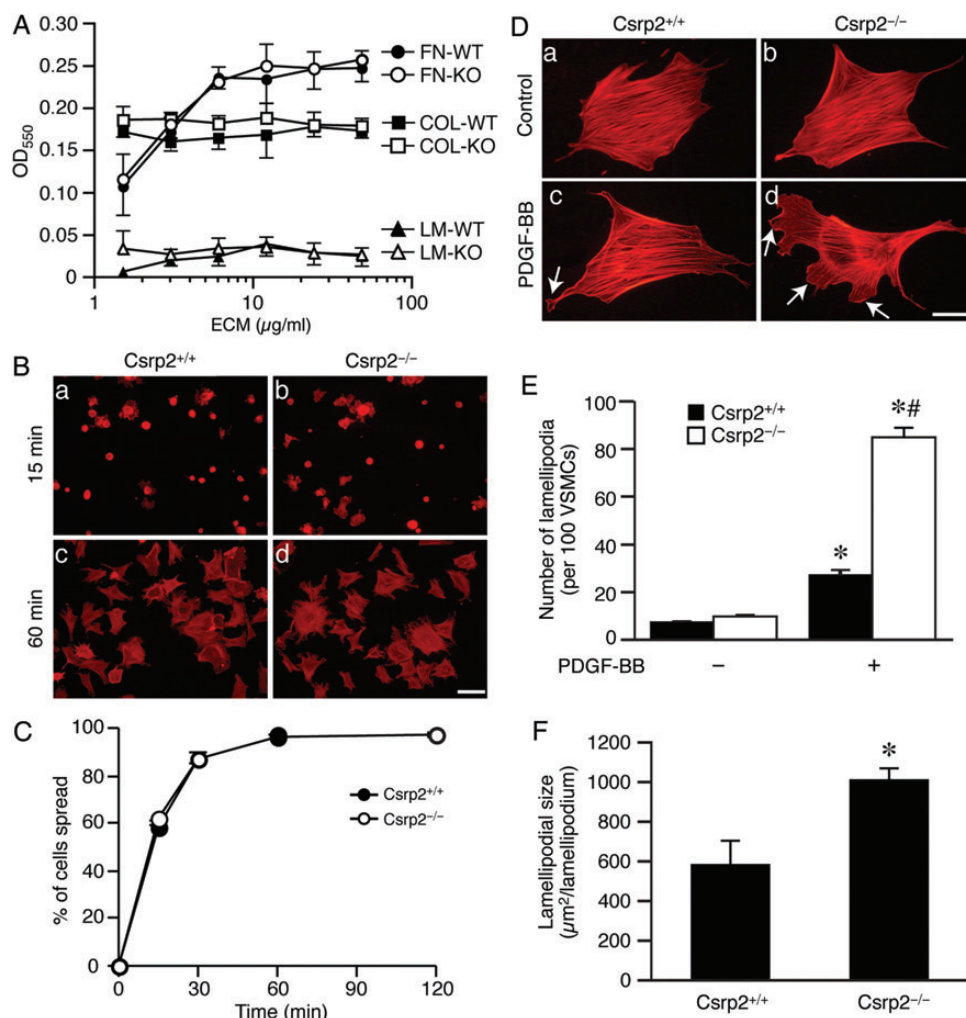 A
0.30
0.25
0.20
0.15
0.10
0.05
0
OD550
1
10
100
ECM (µg/ml)
FN-WT
FN-KO
COL-WT
COL-KO
LM-WT
LM-KO
B
Csrp2+/+
Csrp2−/−
15 min
a
b
60 min
c
d
C
100
80
60
40
20
0
% of cells spread
Csrp2+/+
Csrp2−/−
0
30
60
90
120
Time (min)
D
Csrp2+/+
Csrp2−/−
Control
a
b
PDGF-BB
c
d
E
100
80
60
40
20
0
Number of lamellipodia
(per 100 VSMCs)
Csrp2+/+
Csrp2−/−
*
*#
PDGF-BB
−
+
F
1200
1000
800
600
400
200
0
Lamellipodial size
(µm²/lamellipodium)
*
Csrp2+/+
Csrp2−/−